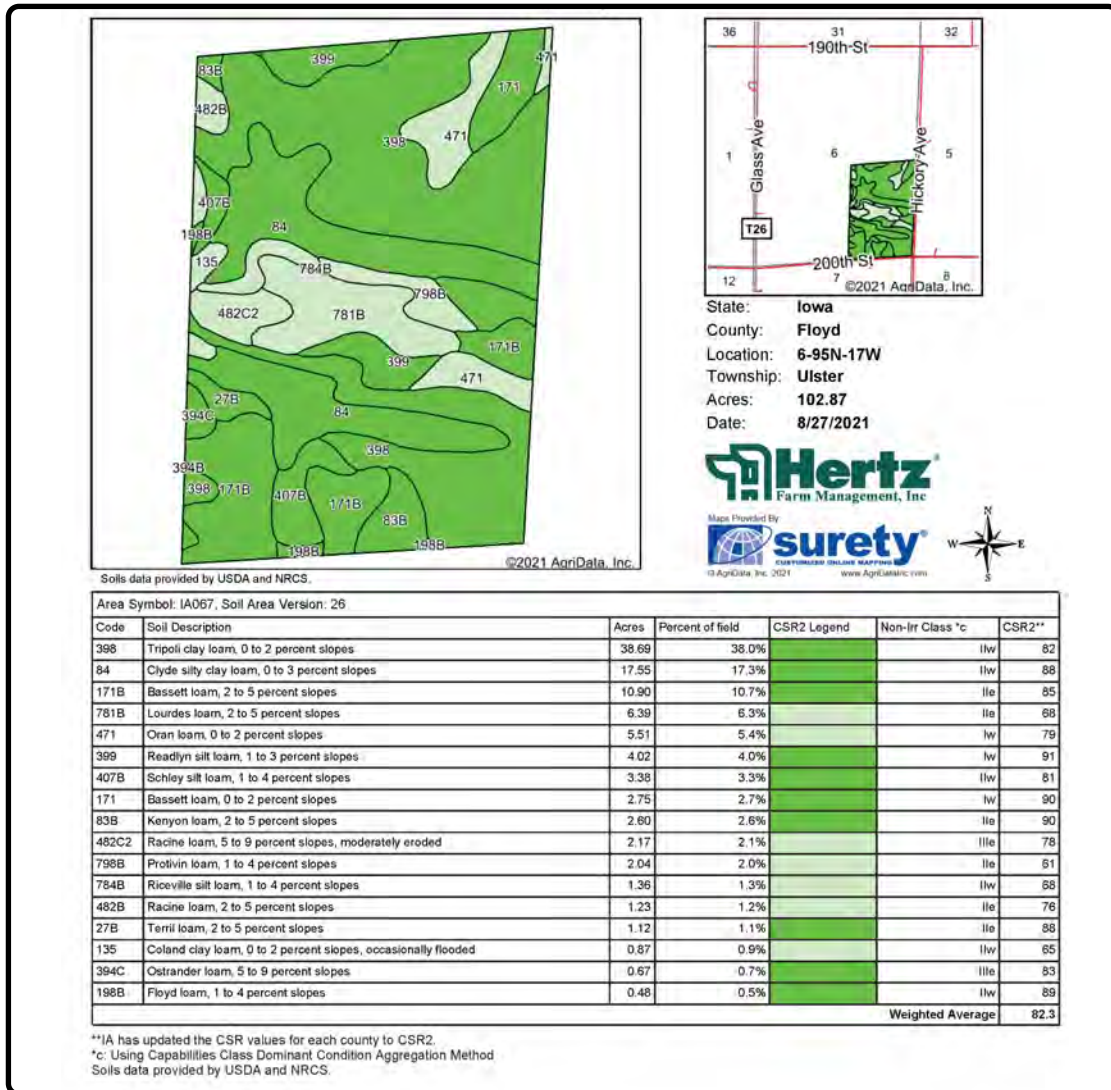 399
471
83B
171
482B
398
471
407B
84
198B
135
784B
798B
482C2
781B
171B
399
471
27B
84
394C
398
394B
398
171B
407B
171B
83B
198B
198B
©2021 AgriData, Inc.
Soils data provided by USDA and NRCS.
36
31
32
190th St
1
Glass Ave
6
Hickory Ave
5
T26
200th St
12
7
8
©2021 AgriData, Inc.
State: Iowa
County: Floyd
Location: 6-95N-17W
Township: Ulster
Acres: 102.87
Date: 8/27/2021
Hertz®
Farm Management, Inc
Maps Provided By
surety®
CUSTOMIZED ONLINE MAPPING
© AgriData, Inc. 2021 www.AgriDataInc.com
N
W E
S
Area Symbol: IA067, Soil Area Version: 26
Code Soil Description Acres Percent of field CSR2 Legend Non-Irr Class *c CSR2**
398 Tripoli clay loam, 0 to 2 percent slopes 38.69 38.0% IIw 82
84 Clyde silty clay loam, 0 to 3 percent slopes 17.55 17.3% IIw 88
171B Bassett loam, 2 to 5 percent slopes 10.90 10.7% IIe 85
781B Lourdes loam, 2 to 5 percent slopes 6.39 6.3% IIe 68
471 Oran loam, 0 to 2 percent slopes 5.51 5.4% Iw 79
399 Readlyn silt loam, 1 to 3 percent slopes 4.02 4.0% Iw 91
407B Schley silt loam, 1 to 4 percent slopes 3.38 3.3% IIw 81
171 Bassett loam, 0 to 2 percent slopes 2.75 2.7% Iw 90
83B Kenyon loam, 2 to 5 percent slopes 2.60 2.6% IIe 90
482C2 Racine loam, 5 to 9 percent slopes, moderately eroded 2.17 2.1% IIIe 78
798B Protivin loam, 1 to 4 percent slopes 2.04 2.0% IIe 61
784B Riceville silt loam, 1 to 4 percent slopes 1.36 1.3% IIw 68
482B Racine loam, 2 to 5 percent slopes 1.23 1.2% IIe 76
27B Terril loam, 2 to 5 percent slopes 1.12 1.1% IIe 88
135 Coland clay loam, 0 to 2 percent slopes, occasionally flooded 0.87 0.9% IIw 65
394C Ostrander loam, 5 to 9 percent slopes 0.67 0.7% IIIe 83
198B Floyd loam, 1 to 4 percent slopes 0.48 0.5% IIw 89
Weighted Average 82.3
**IA has updated the CSR values for each county to CSR2.
*c: Using Capabilities Class Dominant Condition Aggregation Method
Soils data provided by USDA and NRCS.